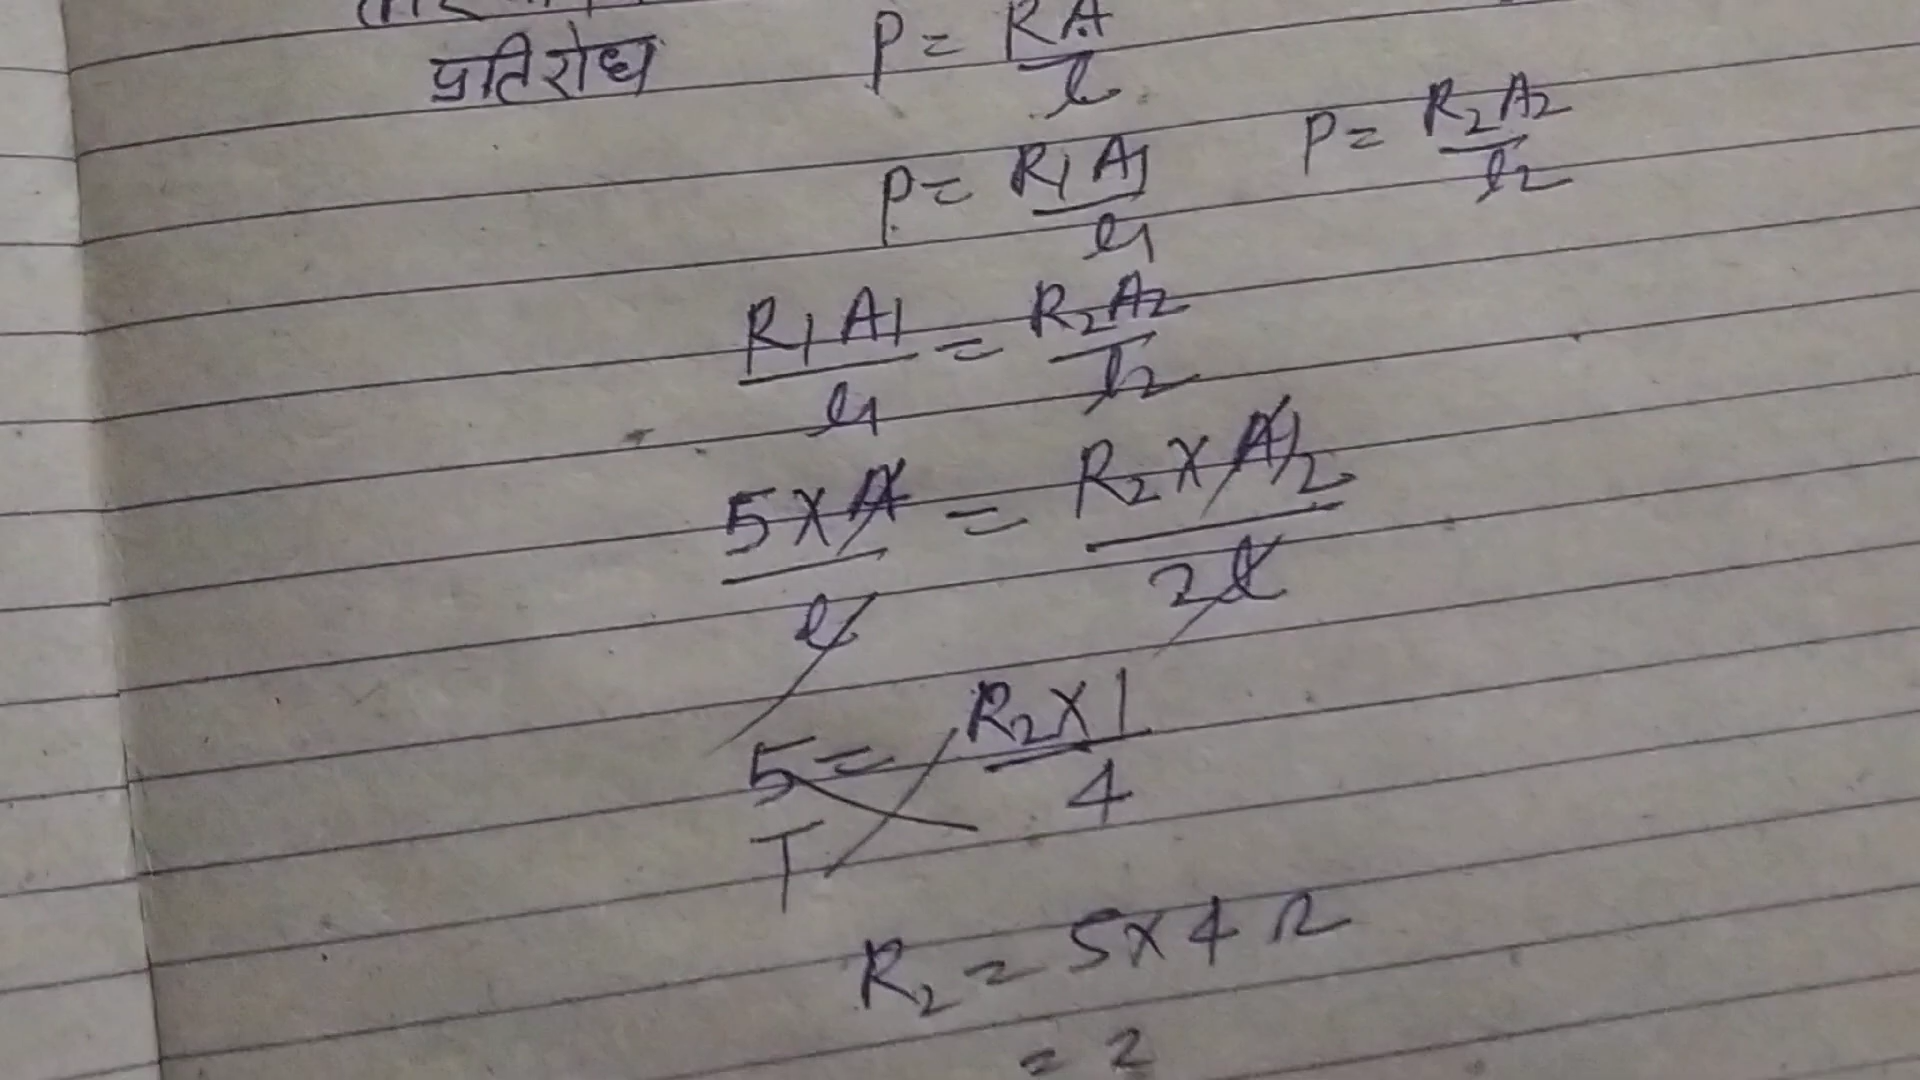 प्रतिरोध
P = RA/l
P = R₁A₁/l₁ P = R₂A₂/l₂
R₁A₁/l₁ = R₂A₂/l₂
5×A/l = R₂×A/2/2l
5/1 = R₂×1/4
R₂ = 5×4 Ω
= 2